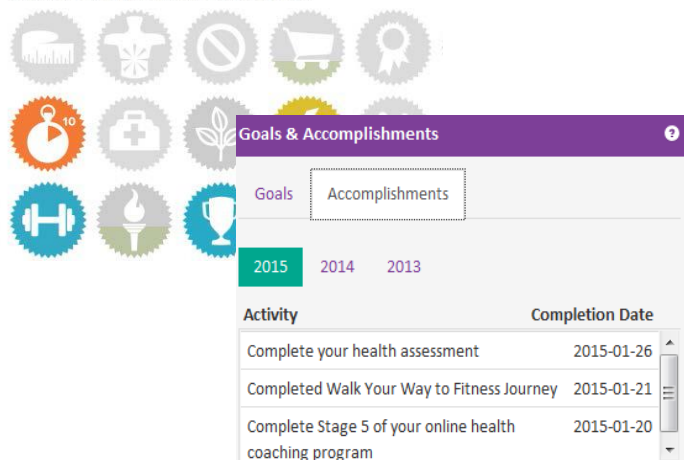 10
Goals & Accomplishments ?
Goals Accomplishments
2015 2014 2013
Activity Completion Date
Complete your health assessment 2015-01-26
Completed Walk Your Way to Fitness Journey 2015-01-21
Complete Stage 5 of your online health 2015-01-20
coaching program